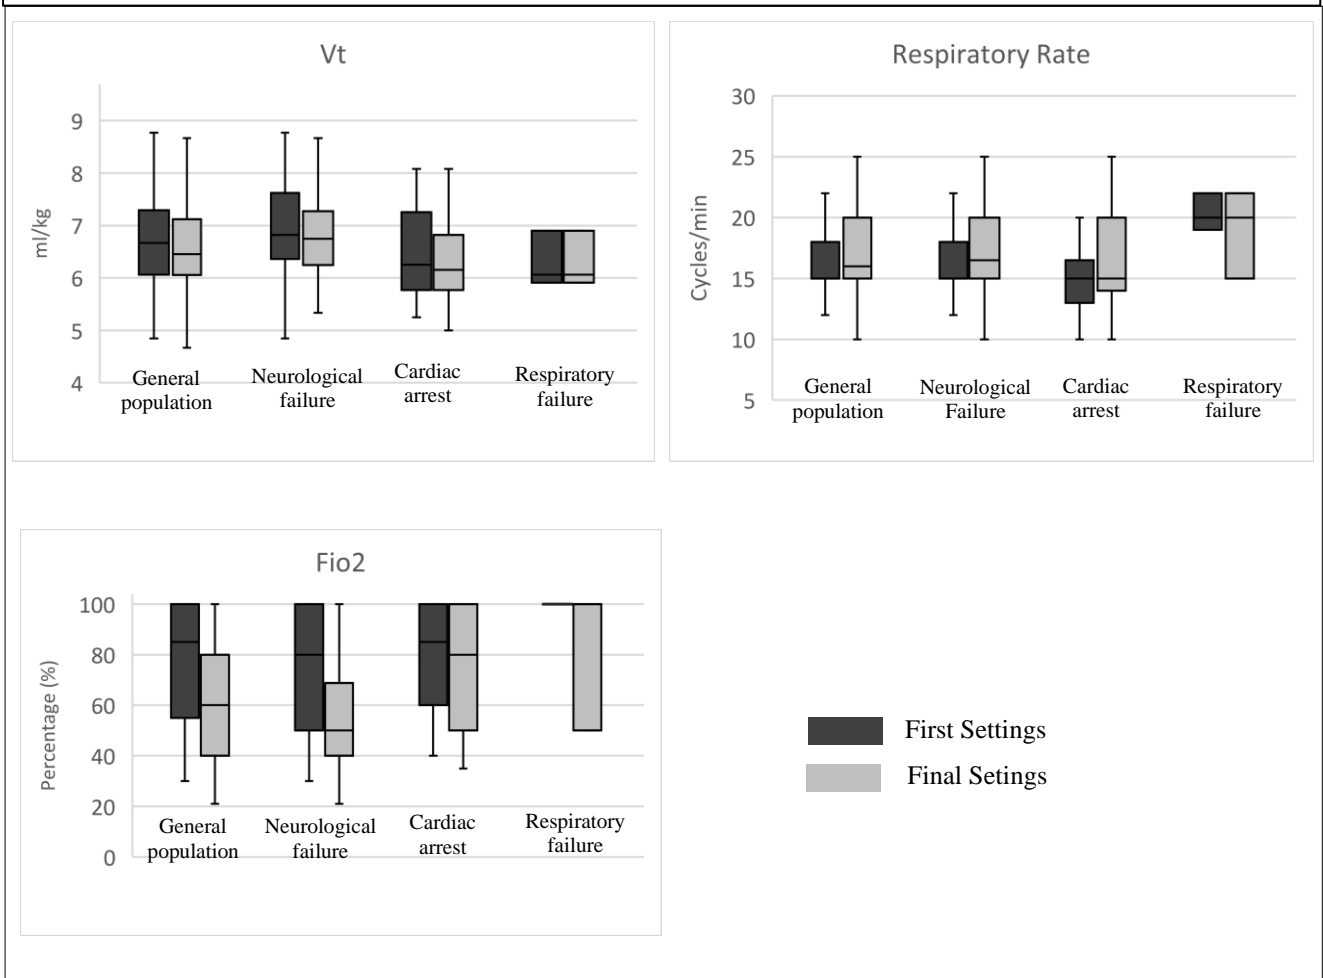 Vt
ml/kg
9
8
7
6
5
4
General
population
Neurological
failure
Cardiac
arrest
Respiratory
failure
Respiratory Rate
Cycles/min
30
25
20
15
10
5
General
population
Neurological
Failure
Cardiac
arrest
Respiratory
failure
Fio2
Percentage (%)
100
80
60
40
20
0
General
population
Neurological
failure
Cardiac
arrest
Respiratory
failure
First Settings
Final Setings